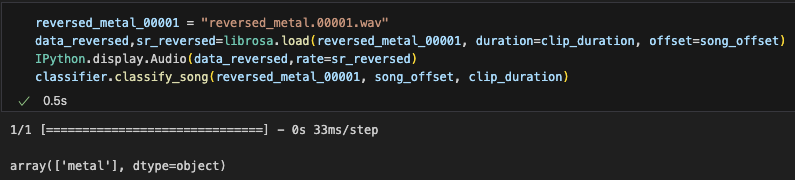 reversed_metal_00001 = "reversed_metal.00001.wav"
data_reversed,sr_reversed=librosa.load(reversed_metal_00001, duration=clip_duration, offset=song_offset)
IPython.display.Audio(data_reversed,rate=sr_reversed)
classifier.classify_song(reversed_metal_00001, song_offset, clip_duration)
✓ 0.5s
1/1 [==============================] - 0s 33ms/step
array(['metal'], dtype=object)